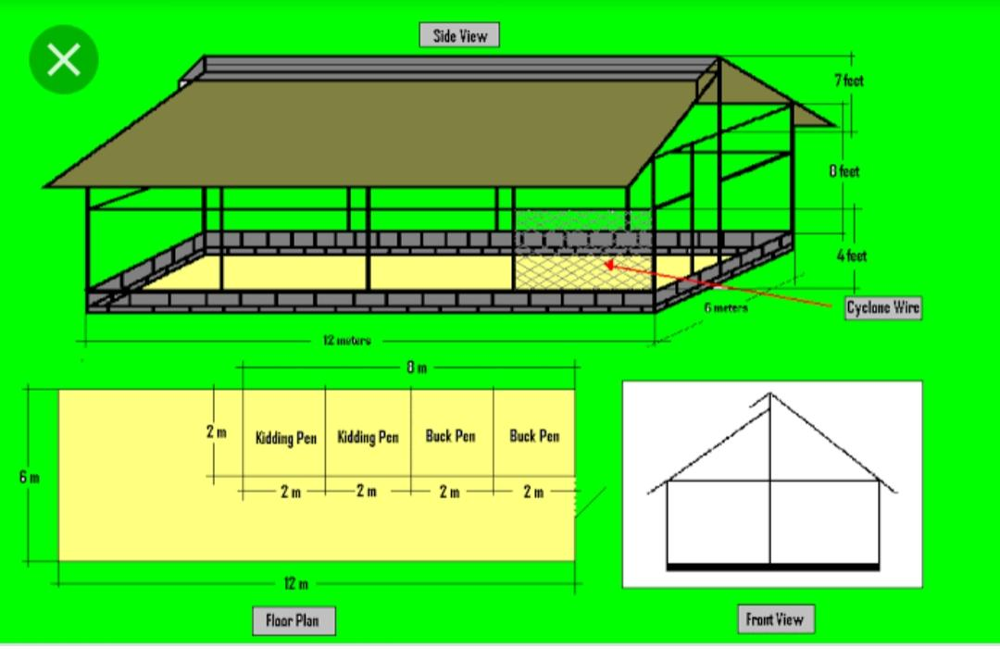 Side View
7 feet
8 feet
4 feet
Cyclone Wire
6 meters
12 meters
8 m
2 m
Kidding Pen
Kidding Pen
Buck Pen
Buck Pen
6 m
2 m
2 m
2 m
2 m
12 m
Floor Plan
Front View